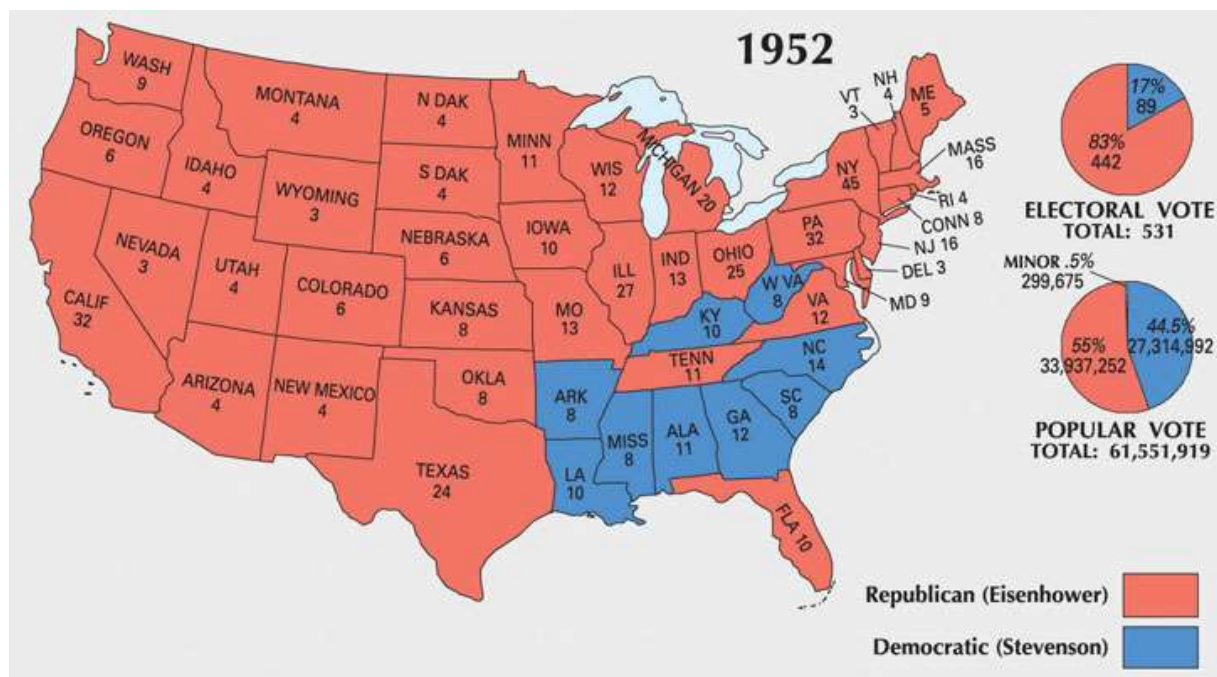 1952
WASH
9
OREGON
6
CALIF
32
NEVADA
3
IDAHO
4
MONTANA
4
WYOMING
3
UTAH
4
COLORADO
6
ARIZONA
4
NEW MEXICO
4
N DAK
4
S DAK
4
NEBRASKA
6
KANSAS
8
OKLA
8
TEXAS
24
MINN
11
IOWA
10
MO
13
ARK
8
LA
10
WIS
12
ILL
27
MICHIGAN 20
IND
13
OHIO
25
KY
10
TENN
11
MISS
8
ALA
11
GA
12
FLA 10
SC
8
NC
14
VA
12
W VA
8
PA
32
NY
45
VT
3
NH
4
ME
5
MASS
16
RI 4
CONN 8
NJ 16
DEL 3
MD 9
17%
89
83%
442
ELECTORAL VOTE
TOTAL: 531
MINOR .5%
299,675
44.5%
27,314,992
55%
33,937,252
POPULAR VOTE
TOTAL: 61,551,919
Republican (Eisenhower)
Democratic (Stevenson)